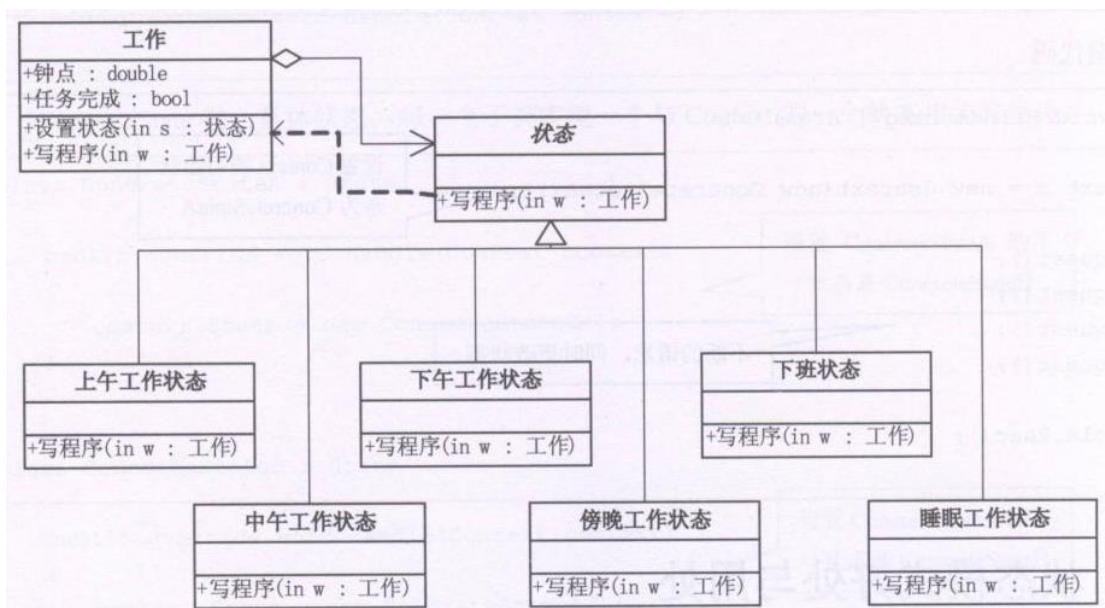 工作
+钟点 : double
+任务完成 : bool
+设置状态(in s : 状态)
+写程序(in w : 工作)
状态
+写程序(in w : 工作)
上午工作状态
+写程序(in w : 工作)
下午工作状态
+写程序(in w : 工作)
下班状态
+写程序(in w : 工作)
中午工作状态
+写程序(in w : 工作)
傍晚工作状态
+写程序(in w : 工作)
睡眠工作状态
+写程序(in w : 工作)